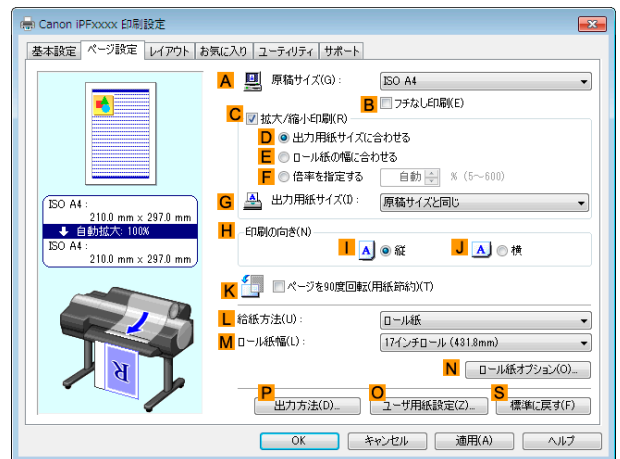 Canon iPFxxxx 印刷設定
基本設定 ページ設定 レイアウト お気に入り ユーティリティ サポート
A 原稿サイズ(G): ISO A4
B フチなし印刷(E)
C 拡大/縮小印刷(R)
D 出力用紙サイズに合わせる
E ロール紙の幅に合わせる
F 倍率を指定する 自動 % (5～600)
G 出力用紙サイズ(I): 原稿サイズと同じ
ISO A4 :
210.0 mm x 297.0 mm
自動拡大: 100%
ISO A4 :
210.0 mm x 297.0 mm
H 印刷の向き(N)
I A 縦 J A 横
K ページを90度回転(用紙節約)(T)
L 給紙方法(U): ロール紙
M ロール紙幅(L): 17インチロール (431.8mm)
R
N ロール紙オプション(O)...
P 出力方法(D)... O ユーザ用紙設定(Z)... S 標準に戻す(F)
OK キャンセル 適用(A) ヘルプ